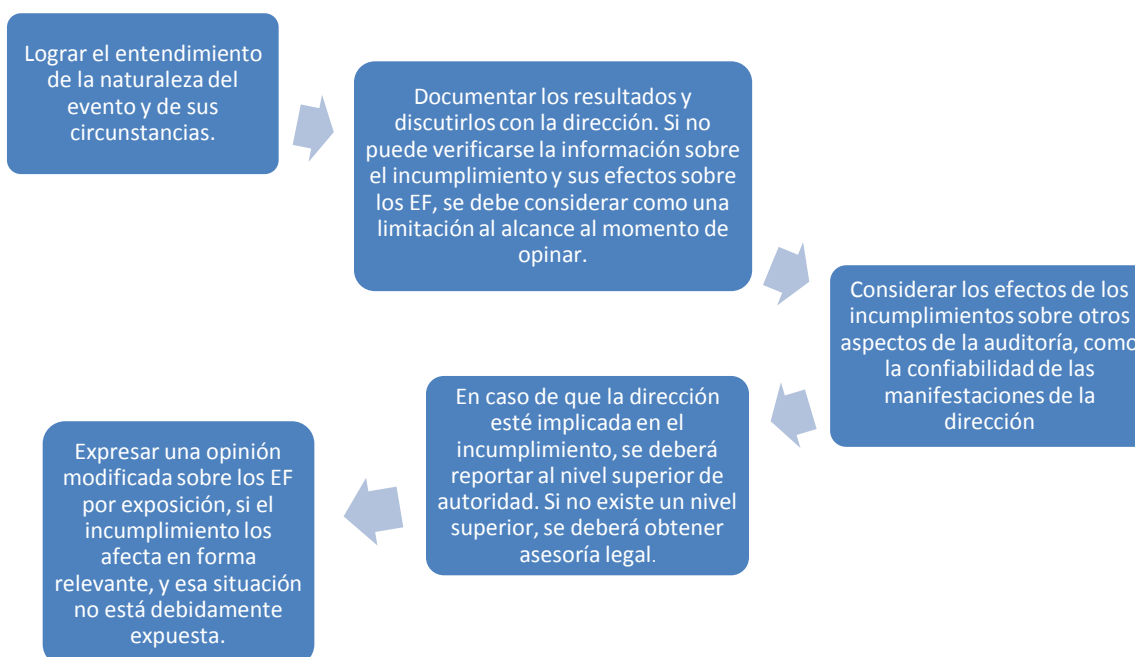 Lograr el entendimiento
de la naturaleza del
evento y de sus
circunstancias.
Documentar los resultados y
discutirlos con la dirección. Si no
puede verificarse la información sobre
el incumplimiento y sus efectos sobre
los EF, se debe considerar como una
limitación al alcance al momento de
opinar.
Considerar los efectos de los
incumplimientos sobre otros
aspectos de la auditoría, como
la confiabilidad de las
manifestaciones de la
dirección
En caso de que la dirección
esté implicada en el
incumplimiento, se deberá
reportar al nivel superior de
autoridad. Si no existe un nivel
superior, se deberá obtener
asesoría legal.
Expresar una opinión
modificada sobre los EF
por exposición, si el
incumplimiento los
afecta en forma
relevante, y esa situación
no está debidamente
expuesta.